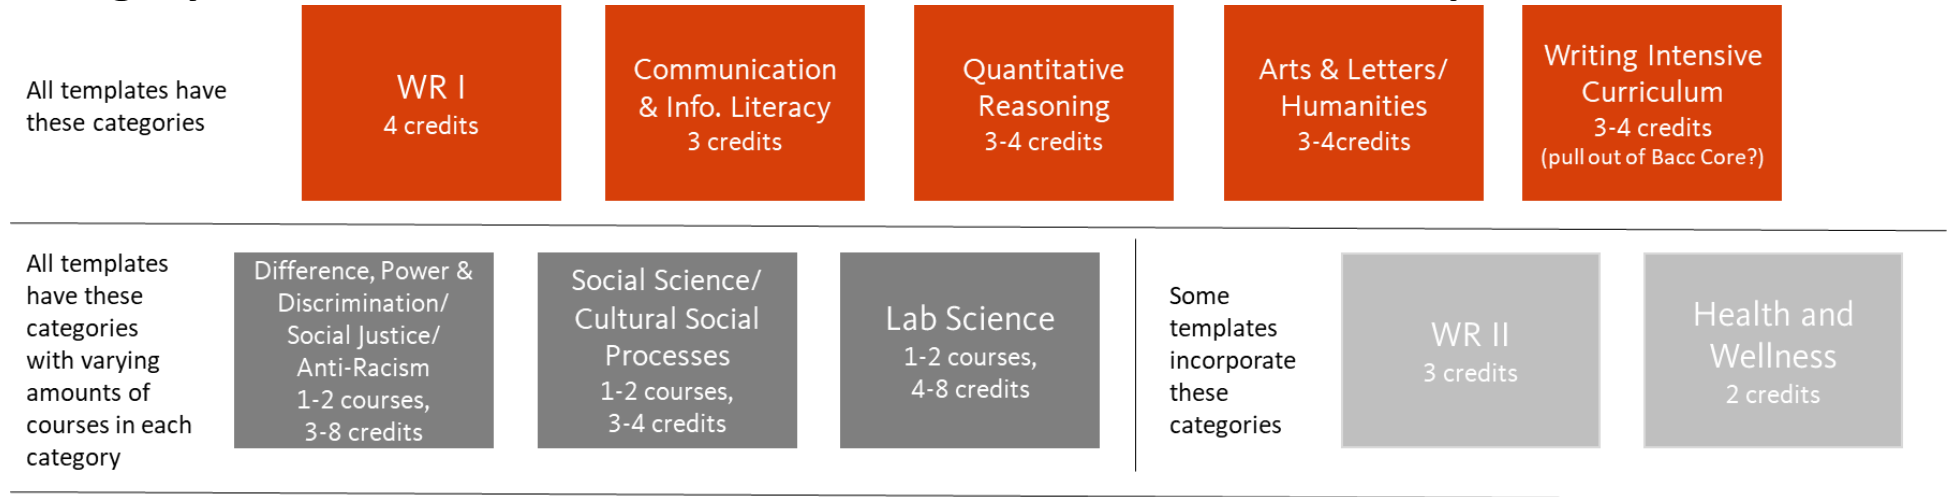 All templates have
these categories
WR I
4 credits
Communication
& Info. Literacy
3 credits
Quantitative
Reasoning
3-4 credits
Arts & Letters/
Humanities
3-4credits
Writing Intensive
Curriculum
3-4 credits
(pull out of Bacc Core?)
All templates
have these
categories
with varying
amounts of
courses in each
category
Difference, Power &
Discrimination/
Social Justice/
Anti-Racism
1-2 courses,
3-8 credits
Social Science/
Cultural Social
Processes
1-2 courses,
3-4 credits
Lab Science
1-2 courses,
4-8 credits
Some
templates
incorporate
these
categories
WR II
3 credits
Health and
Wellness
2 credits